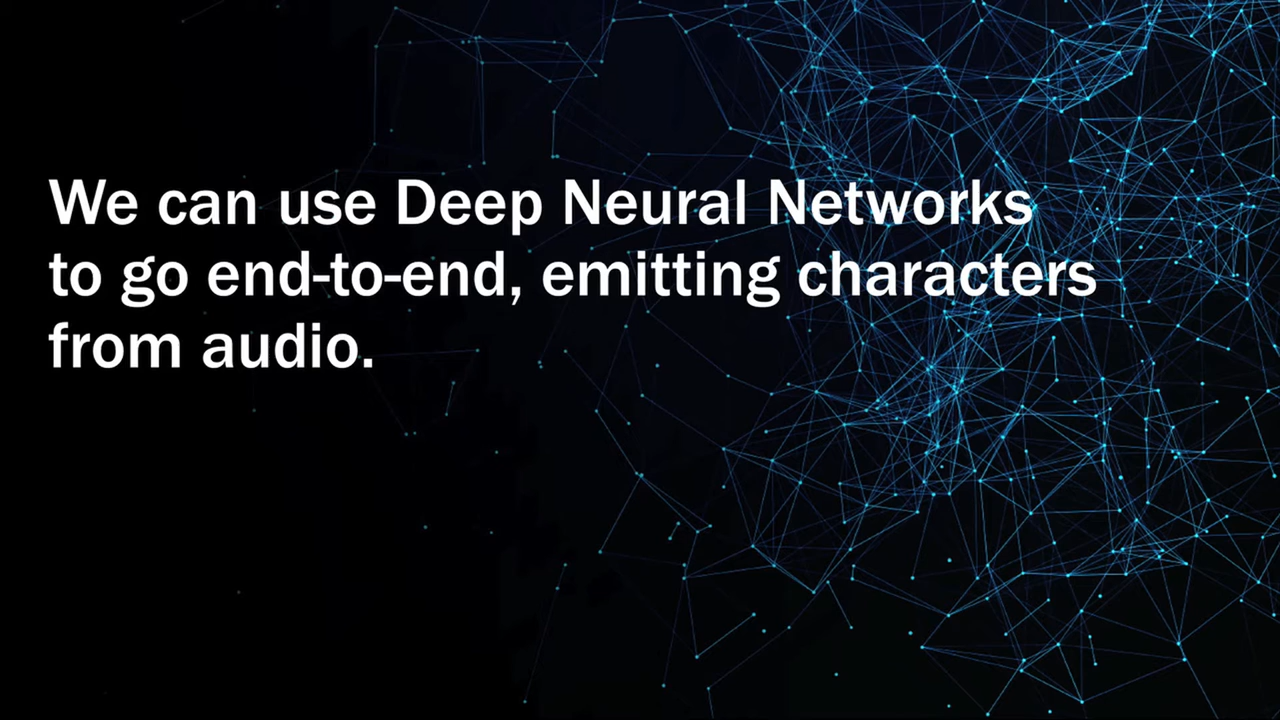 We can use Deep Neural Networks
to go end-to-end, emitting characters
from audio.